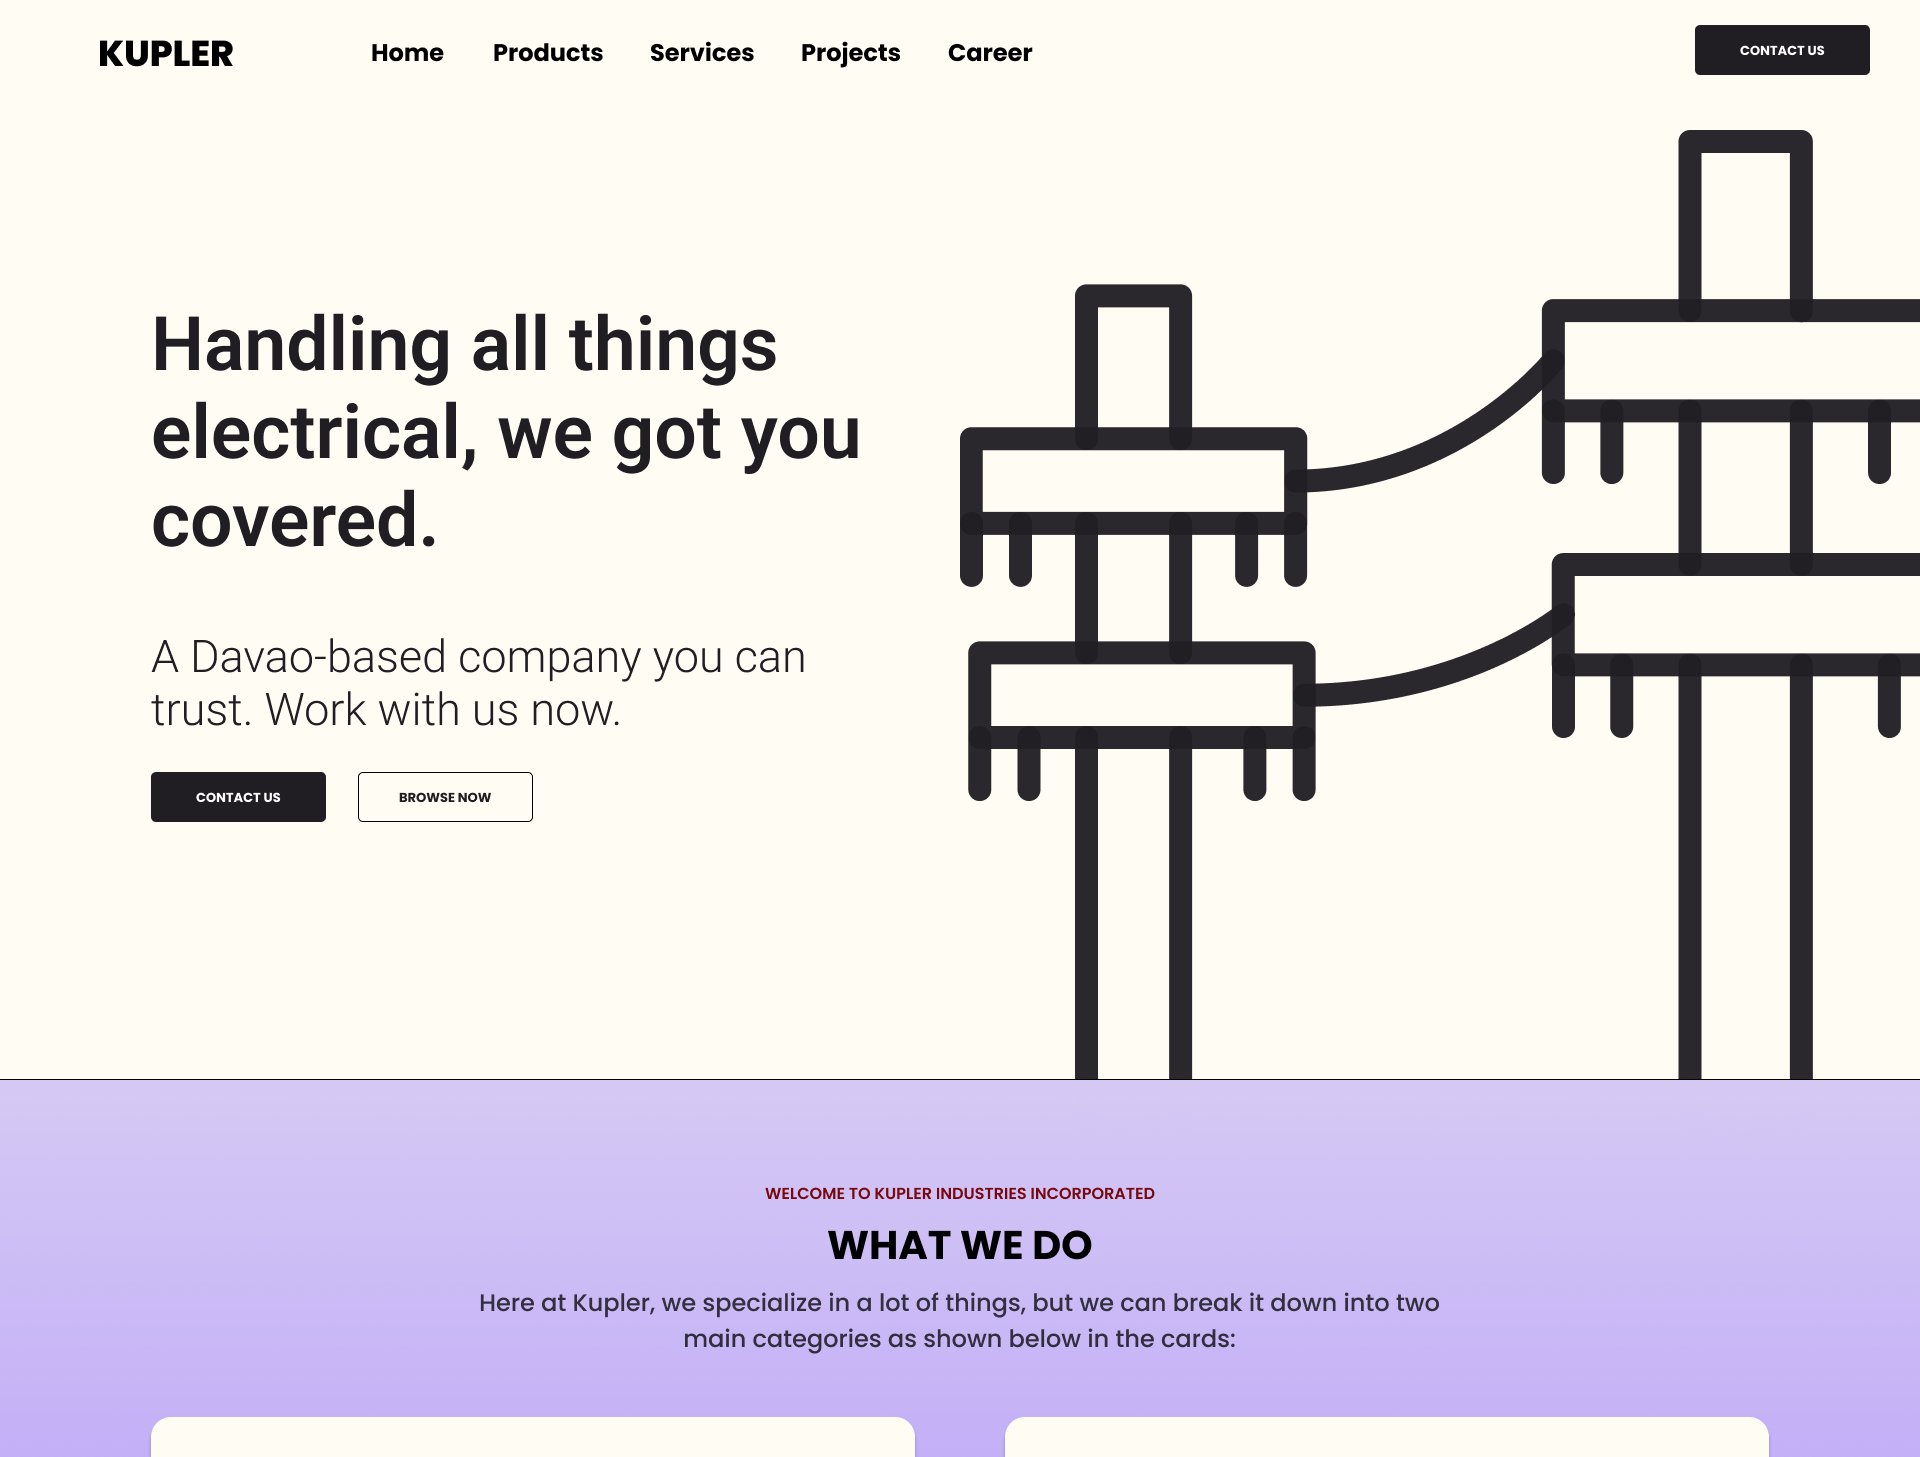 KUPLER
Home Products Services Projects Career
CONTACT US
Handling all things
electrical, we got you
covered.
A Davao-based company you can
trust. Work with us now.
CONTACT US
BROWSE NOW
WELCOME TO KUPLER INDUSTRIES INCORPORATED
WHAT WE DO
Here at Kupler, we specialize in a lot of things, but we can break it down into two
main categories as shown below in the cards: